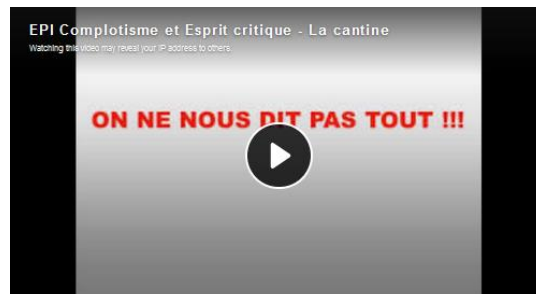 EPI Complotisme et Esprit critique - La cantine
Watching this video may reveal your IP address to others.
ON NE NOUS DIT PAS TOUT !!!